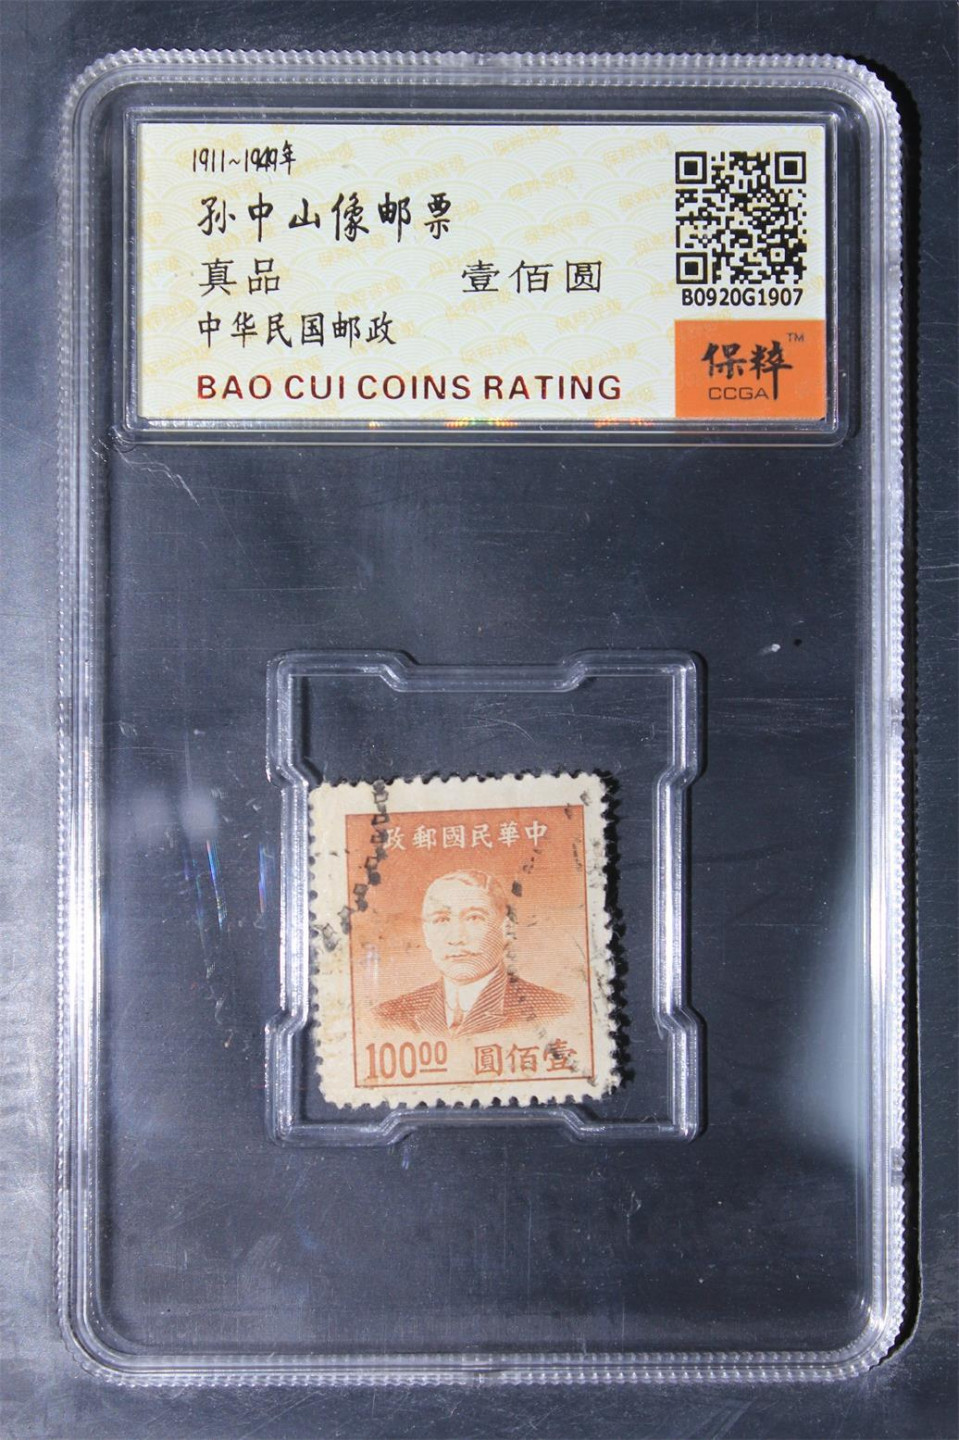 1911~1949年
孙中山像邮票
真品 壹佰圆
中华民国邮政
BAO CUI COINS RATING
B0920G1907
保粹 TM
CCGA
政郵國民華中
100.00 圓佰壹